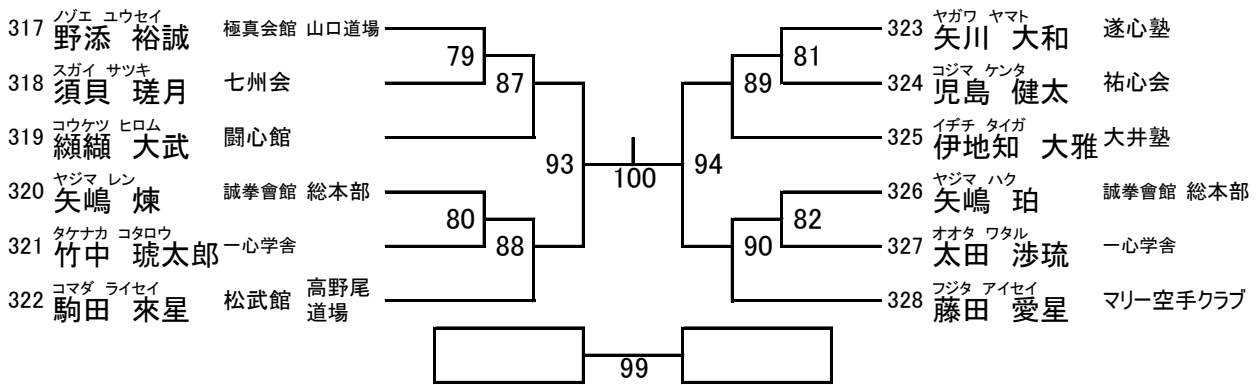 ノゾエ ユウセイ
317 野添 裕誠 極真会館 山口道場
スガイ サツキ
318 須貝 瑳月 七州会
コウケツ ヒロム
319 纐纈 大武 闘心館
ヤジマ レン
320 矢嶋 煉 誠拳會館 総本部
タケナカ コタロウ
321 竹中 琥太郎 一心学舎
コマダ ライセイ
322 駒田 來星 松武館 高野尾
道場
79
87
80
88
93
100
94
81
89
82
90
ヤガワ ヤマト
323 矢川 大和 遂心塾
コジマ ケンタ
324 児島 健太 祐心会
イヂチ タイガ
325 伊地知 大雅 大井塾
ヤジマ ハク
326 矢嶋 珀 誠拳會館 総本部
オオタ ワタル
327 太田 渉琉 一心学舎
フジタ アイセイ
328 藤田 愛星 マリー空手クラブ
99